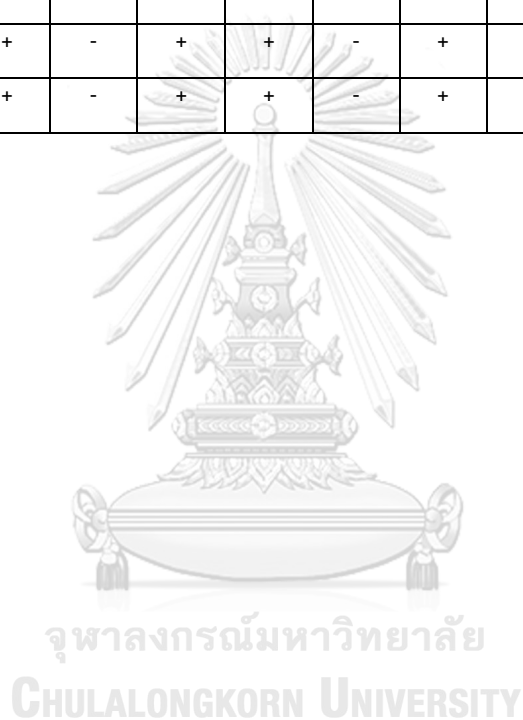 + - + + - +
+ - + + - +
จุฬาลงกรณ์มหาวิทยาลัย
CHULALONGKORN UNIVERSITY